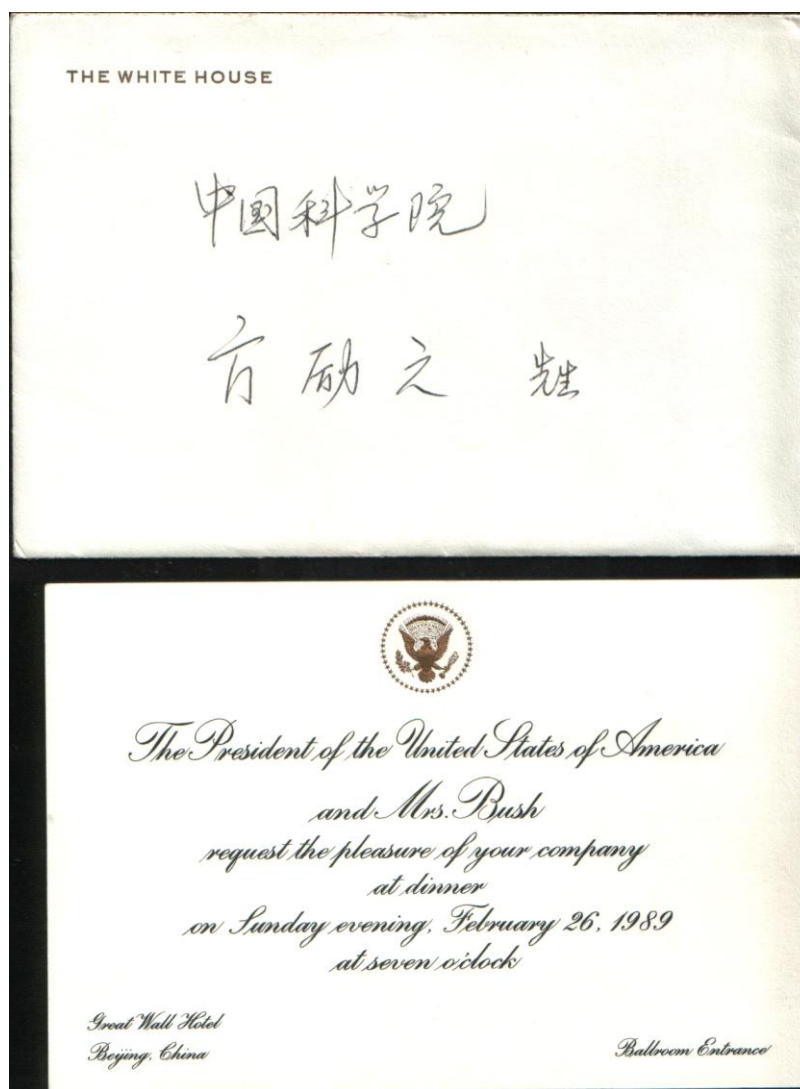 THE WHITE HOUSE
中国科学院
方励之 先生
The President of the United States of America
and Mrs. Bush
request the pleasure of your company
at dinner
on Sunday evening, February 26, 1989
at seven o'clock
Great Wall Hotel
Beijing, China
Ballroom Entrance